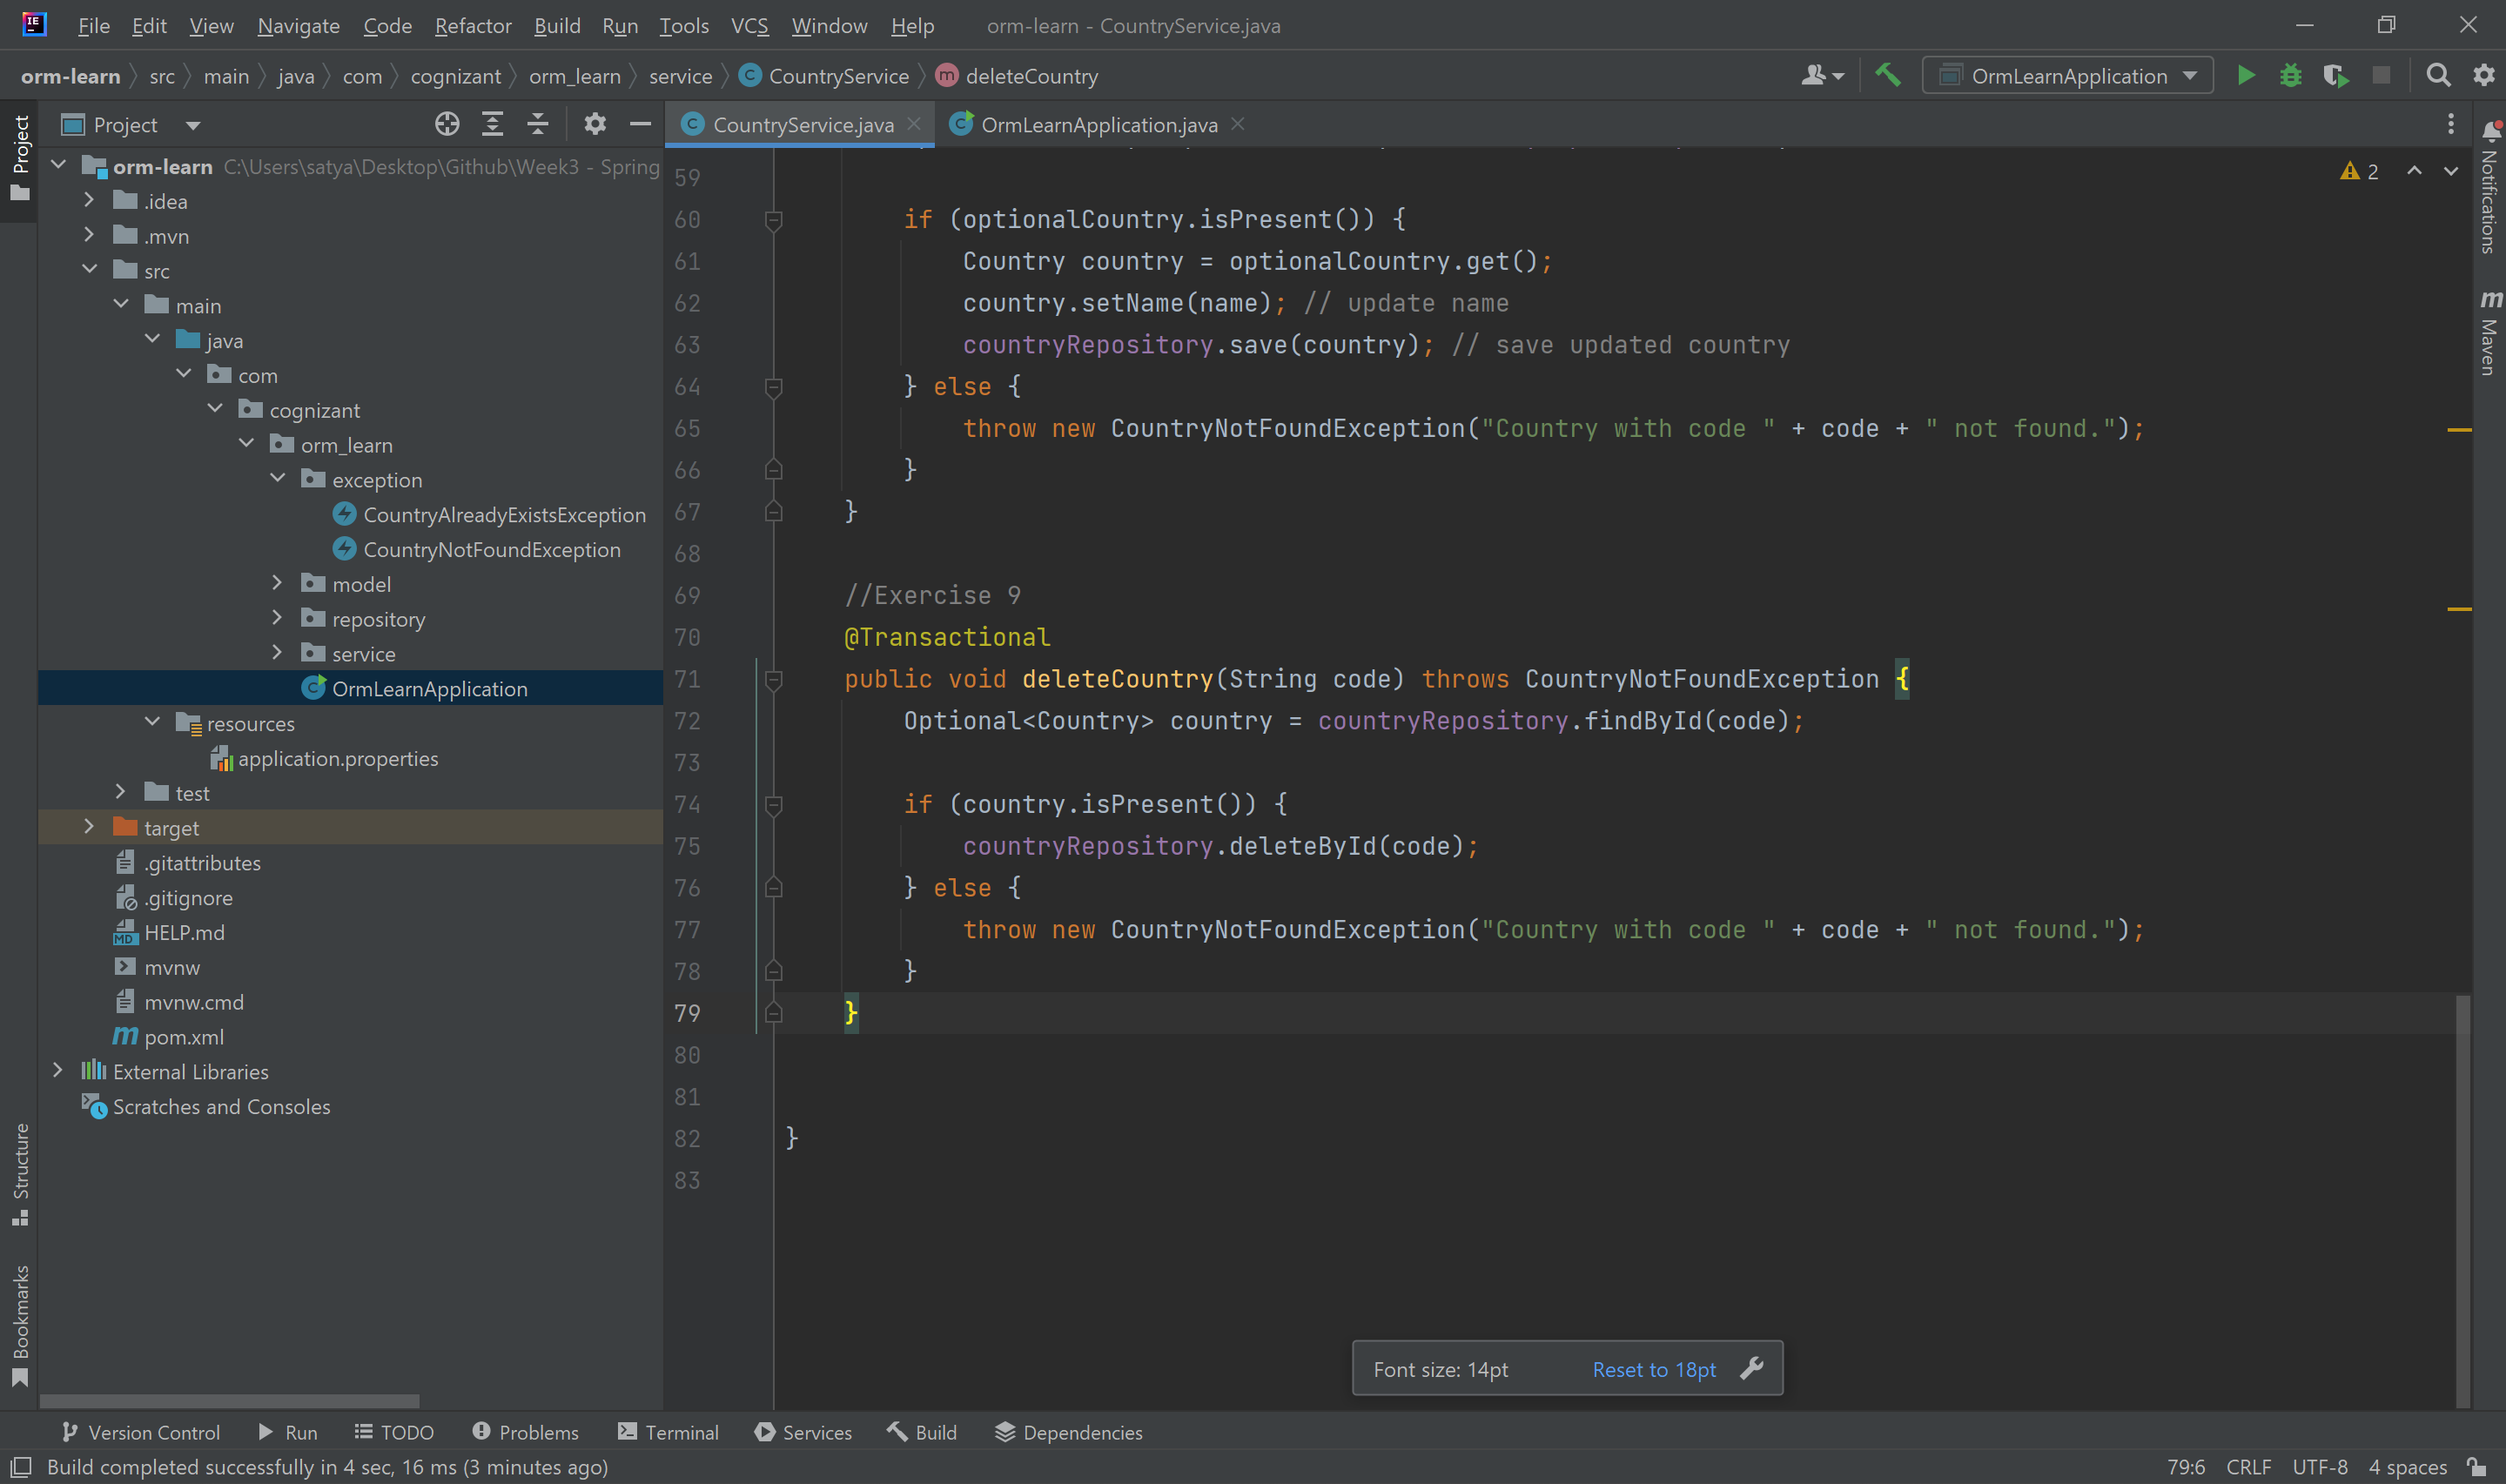 File Edit View Navigate Code Refactor Build Run Tools VCS Window Help orm-learn - CountryService.java
orm-learn src main java com cognizant orm_learn service CountryService deleteCountry OrmLearnApplication
Project
CountryService.java OrmLearnApplication.java
Project
orm-learn C:\Users\satya\Desktop\Github\Week3 - Spring
.idea
.mvn
src
main
java
com
cognizant
orm_learn
exception
CountryAlreadyExistsException
CountryNotFoundException
model
repository
service
OrmLearnApplication
resources
application.properties
test
target
.gitattributes
.gitignore
HELP.md
mvnw
mvnw.cmd
pom.xml
External Libraries
Scratches and Consoles
Structure
Bookmarks
2
59
60 if (optionalCountry.isPresent()) {
61 Country country = optionalCountry.get();
62 country.setName(name); // update name
63 countryRepository.save(country); // save updated country
64 } else {
65 throw new CountryNotFoundException("Country with code " + code + " not found.");
66 }
67 }
68
69 //Exercise 9
70 @Transactional
71 public void deleteCountry(String code) throws CountryNotFoundException {
72 Optional<Country> country = countryRepository.findById(code);
73
74 if (country.isPresent()) {
75 countryRepository.deleteById(code);
76 } else {
77 throw new CountryNotFoundException("Country with code " + code + " not found.");
78 }
79 }
80
81
82 }
83
Notifications
Maven
Font size: 14pt Reset to 18pt
Version Control Run TODO Problems Terminal Services Build Dependencies
Build completed successfully in 4 sec, 16 ms (3 minutes ago) 79:6 CRLF UTF-8 4 spaces